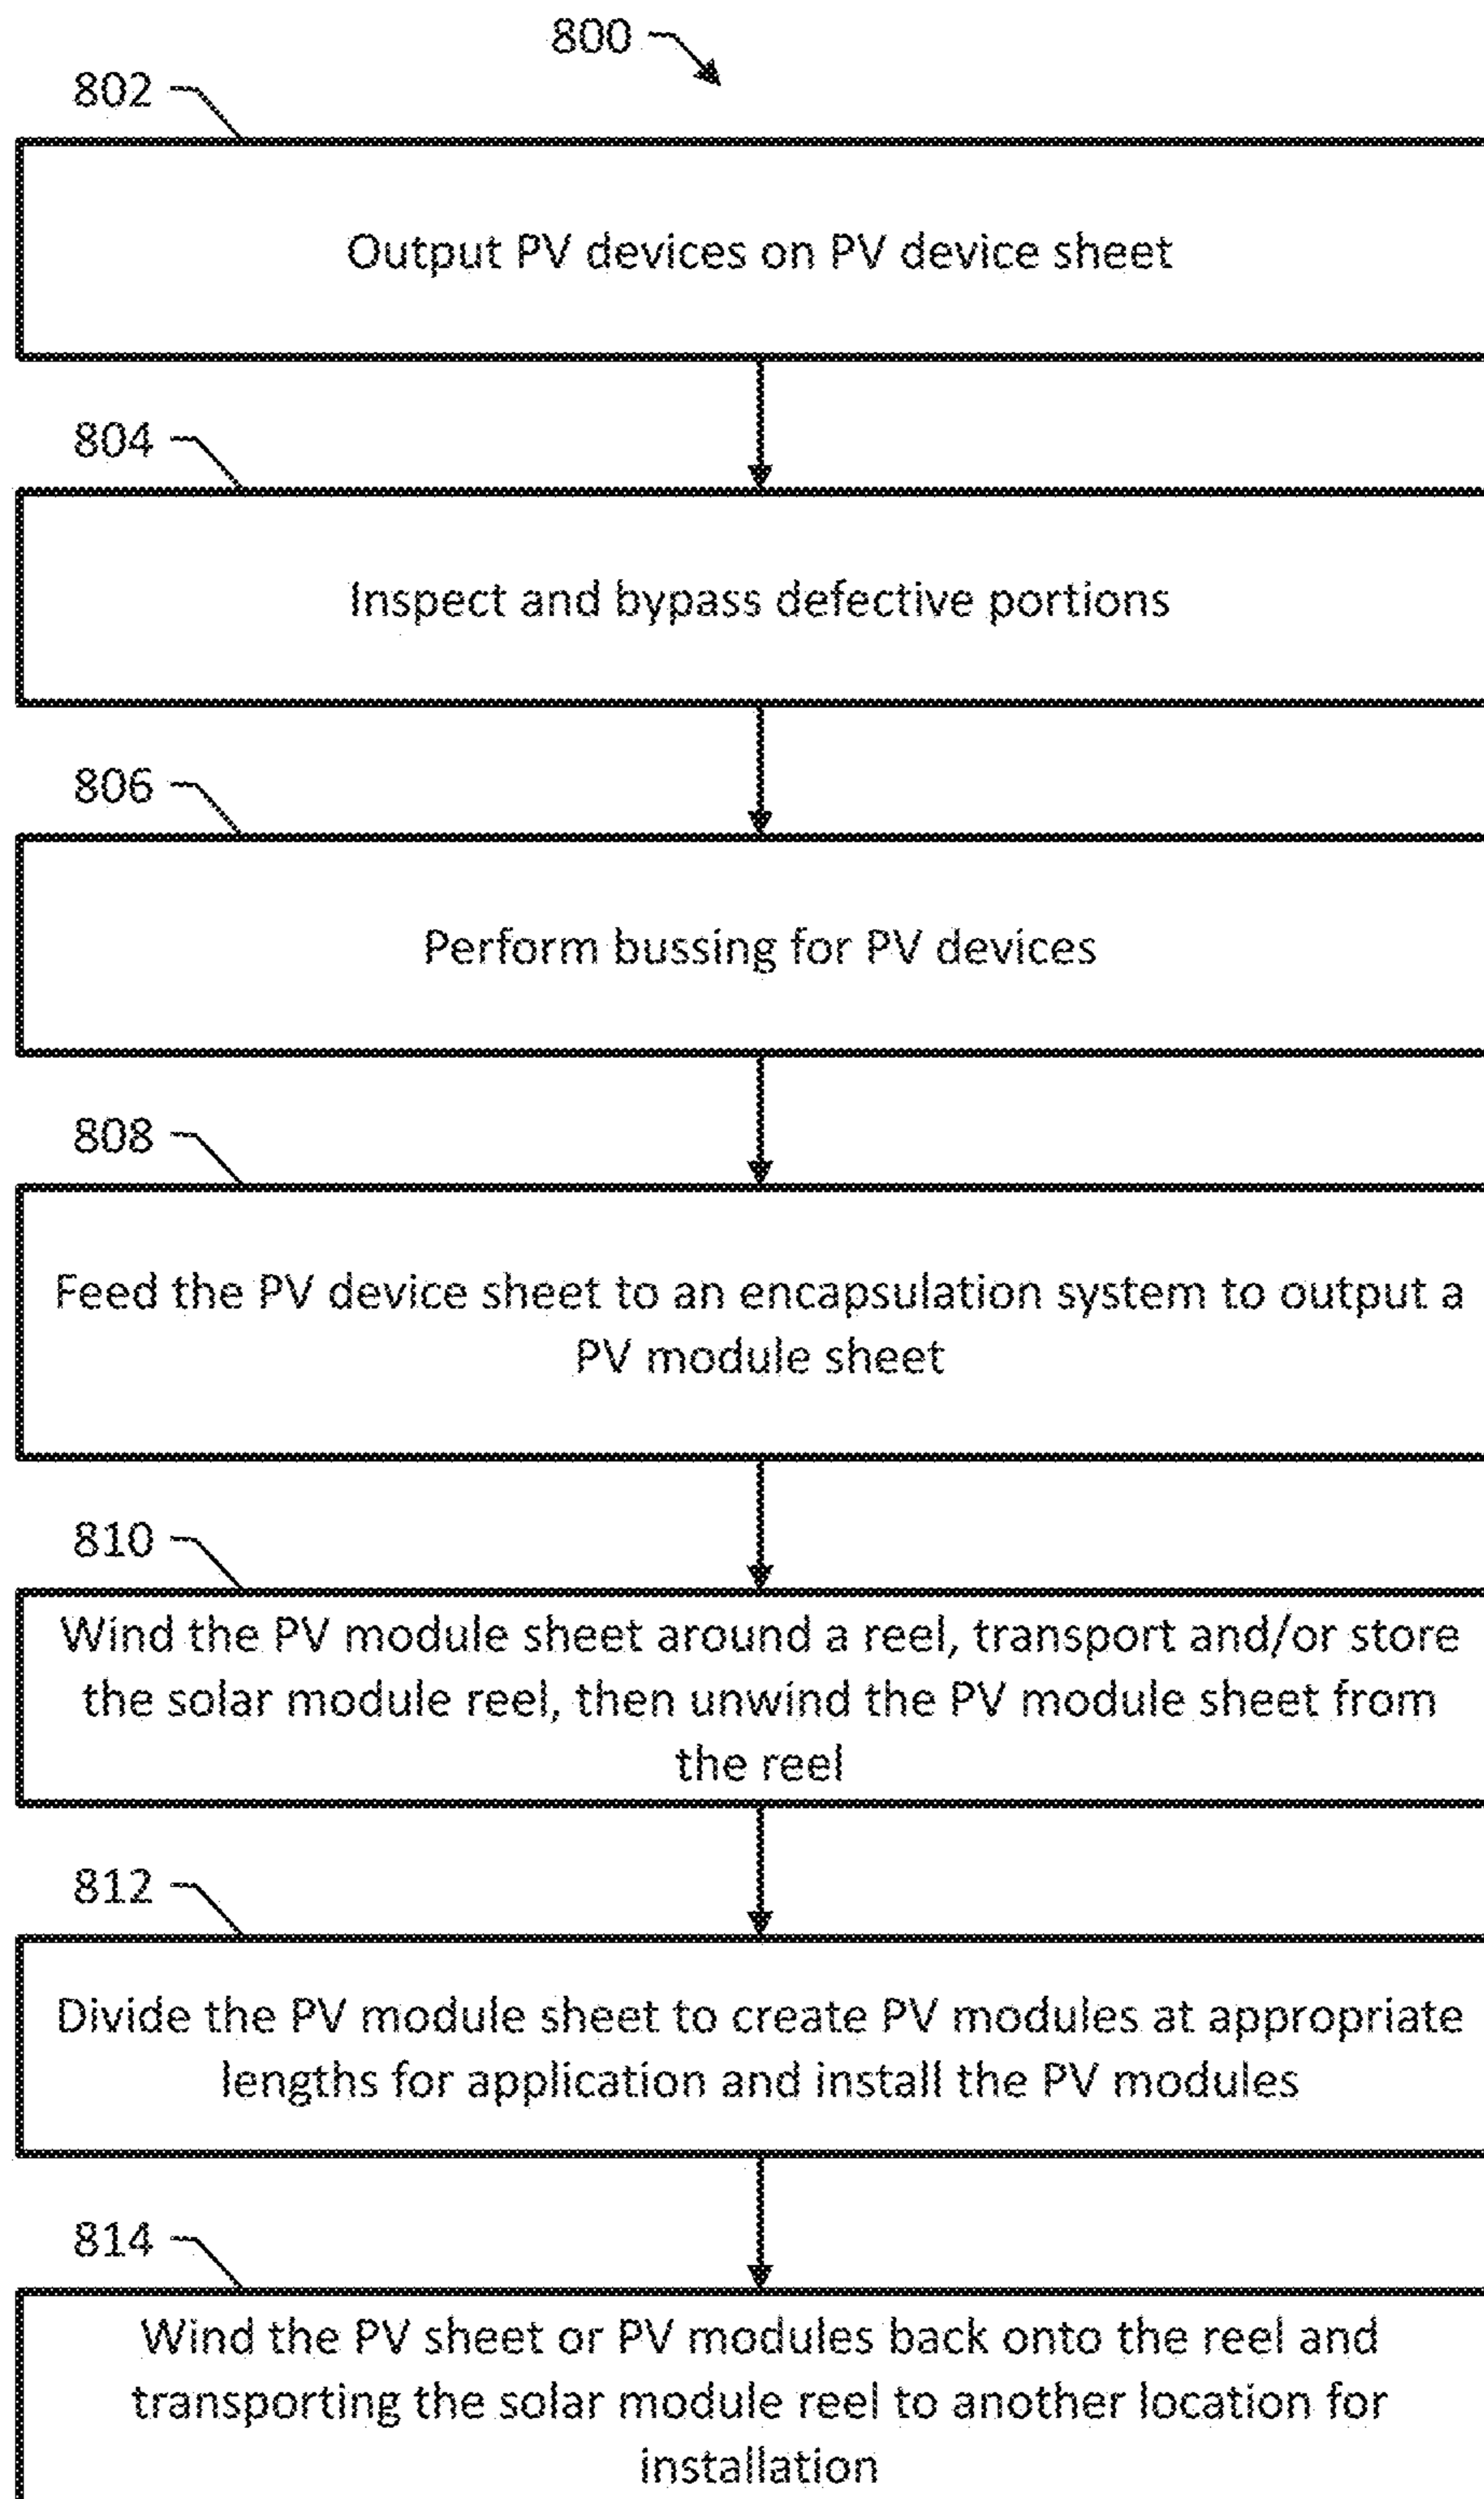 800
802
Output PV devices on PV device sheet
804
Inspect and bypass defective portions
806
Perform bussing for PV devices
808
Feed the PV device sheet to an encapsulation system to output a
PV module sheet
810
Wind the PV module sheet around a reel, transport and/or store
the solar module reel, then unwind the PV module sheet from
the reel
812
Divide the PV module sheet to create PV modules at appropriate
lengths for application and install the PV modules
814
Wind the PV sheet or PV modules back onto the reel and
transporting the solar module reel to another location for
installation